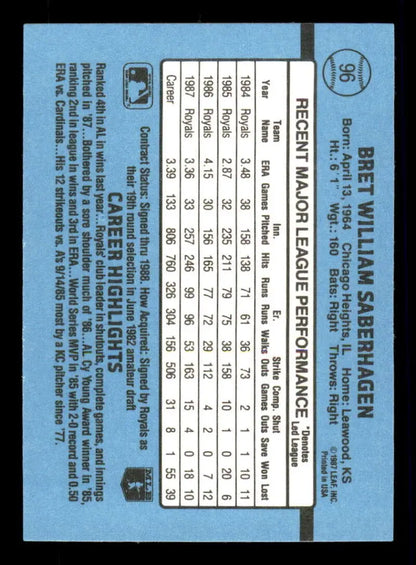 96
BRET WILLIAM SABERHAGEN
Born: April 13, 1964 Chicago Heights, IL Home: Leawood, KS
Ht.: 6' 1" Wgt.: 160 Bats: Right Throws: Right
©1987 LEAF, INC.
Printed in USA
RECENT MAJOR LEAGUE PERFORMANCE
*Denotes
Led League
Team Inn. Er. Strike Comp. Shut
Year Name ERA Games Pitched Hits Runs Runs Walks Outs Games Outs Save Won Lost
1984 Royals 3.48 38 158 138 71 61 36 73 2 1 1 10 11
1985 Royals 2.87 32 235 211 79 75 38 158 10 1 0 20 6
1986 Royals 4.15 30 156 165 77 72 29 112 4 2 0 7 12
1987 Royals 3.36 33 257 246 99 96 53 163 15 4 0 18 10
Career 3.39 133 806 760 326 304 156 506 31 8 1 55 39
Contract Status: Signed thru 1988. How Acquired: Signed by Royals as
their 19th round selection in June 1982 amateur draft
CAREER HIGHLIGHTS
MLB
Ranked 4th in AL in wins last year...Royals' club leader in shutouts, complete games, and innings
pitched in '87...Bothered by a sore shoulder much of '86...AL Cy Young Award winner in '85,
ranking 2nd in league in wins and 3rd in ERA...World Series MVP in '85 with 2-0 record and 0.50
ERA vs. Cardinals...His 12 strikeouts vs. A's 9/14/85 most by a KC pitcher since '77.